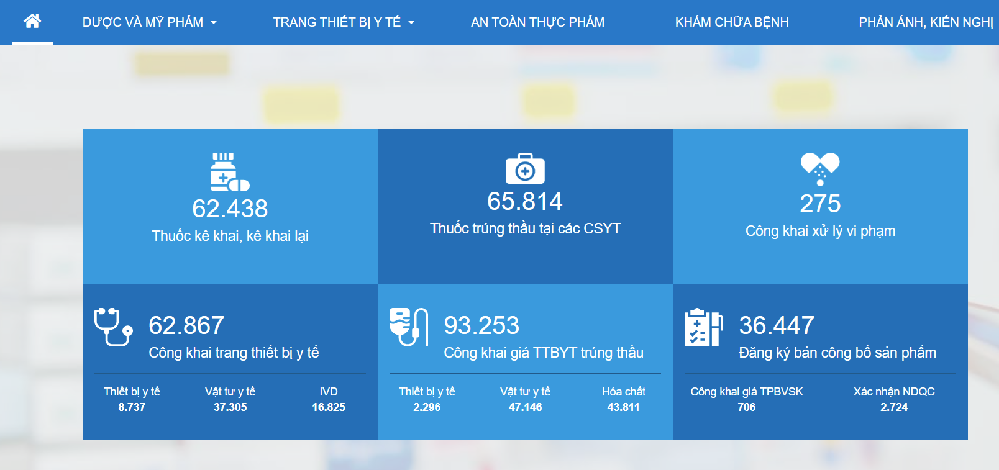 DƯỢC VÀ MỸ PHẨM
TRANG THIẾT BỊ Y TẾ
AN TOÀN THỰC PHẨM
KHÁM CHỮA BỆNH
PHẢN ÁNH, KIẾN NGHỊ
62.438
Thuốc kê khai, kê khai lại
65.814
Thuốc trúng thầu tại các CSYT
275
Công khai xử lý vi phạm
62.867
Công khai trang thiết bị y tế
Thiết bị y tế
8.737
Vật tư y tế
37.305
IVD
16.825
93.253
Công khai giá TTBYT trúng thầu
Thiết bị y tế
2.296
Vật tư y tế
47.146
Hóa chất
43.811
36.447
Đăng ký bản công bố sản phẩm
Công khai giá TPBVSK
706
Xác nhận NDQC
2.724